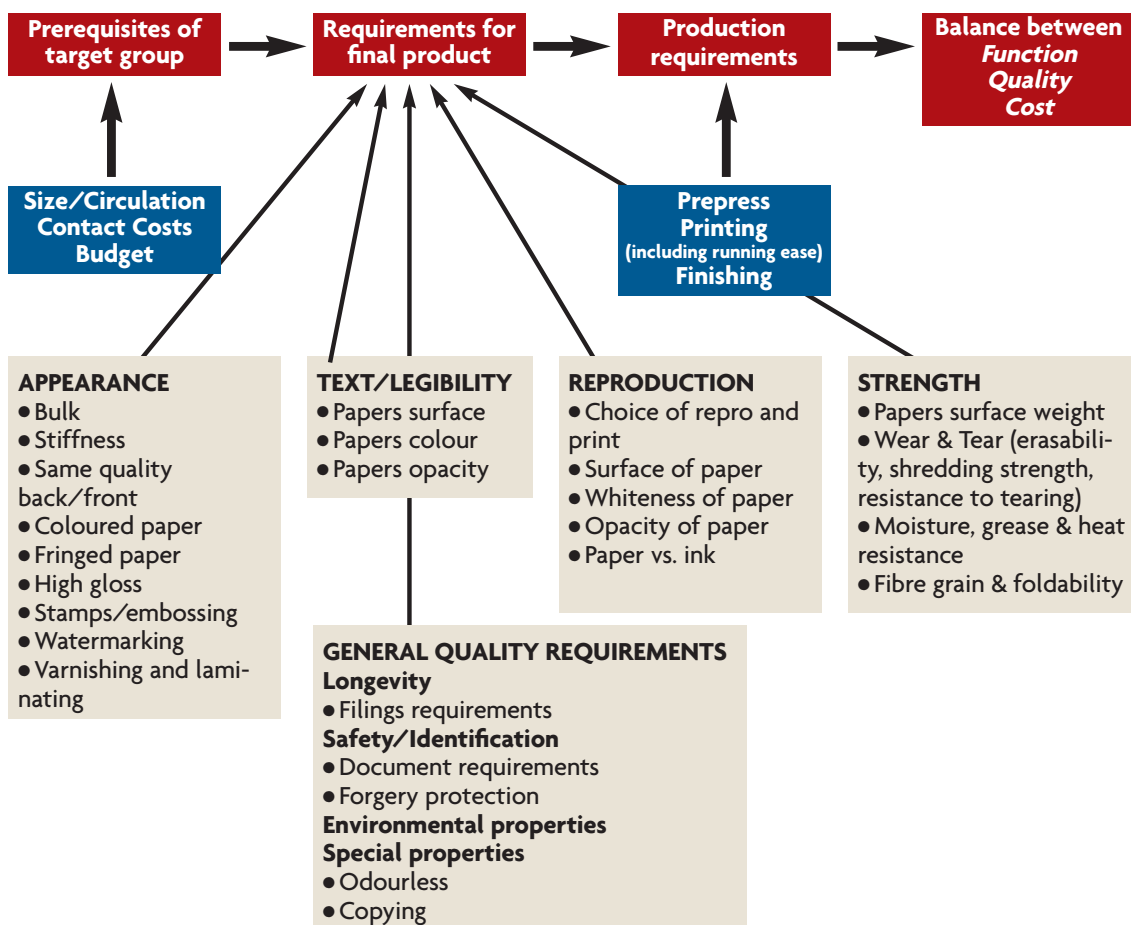 Prerequisites of
target group
Requirements for
final product
Production
requirements
Balance between
Function
Quality
Cost
Size/Circulation
Contact Costs
Budget
Prepress
Printing
(including running ease)
Finishing
APPEARANCE
● Bulk
● Stiffness
● Same quality
back/front
● Coloured paper
● Fringed paper
● High gloss
● Stamps/embossing
● Watermarking
● Varnishing and lami-
nating
TEXT/LEGIBILITY
● Papers surface
● Papers colour
● Papers opacity
REPRODUCTION
● Choice of repro and
print
● Surface of paper
● Whiteness of paper
● Opacity of paper
● Paper vs. ink
STRENGTH
● Papers surface weight
● Wear & Tear (erasabili-
ty, shredding strength,
resistance to tearing)
● Moisture, grease & heat
resistance
● Fibre grain & foldability
GENERAL QUALITY REQUIREMENTS
Longevity
● Filings requirements
Safety/Identification
● Document requirements
● Forgery protection
Environmental properties
Special properties
● Odourless
● Copying